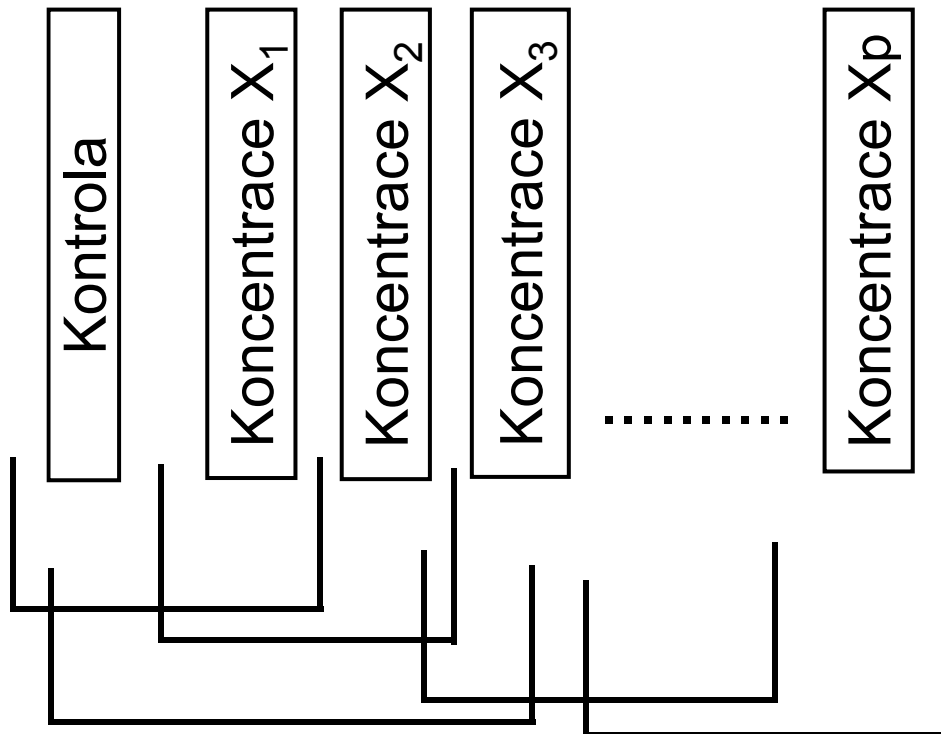 Kontrola
Koncentrace X₁
Koncentrace X₂
Koncentrace X₃
..........
Koncentrace Xp